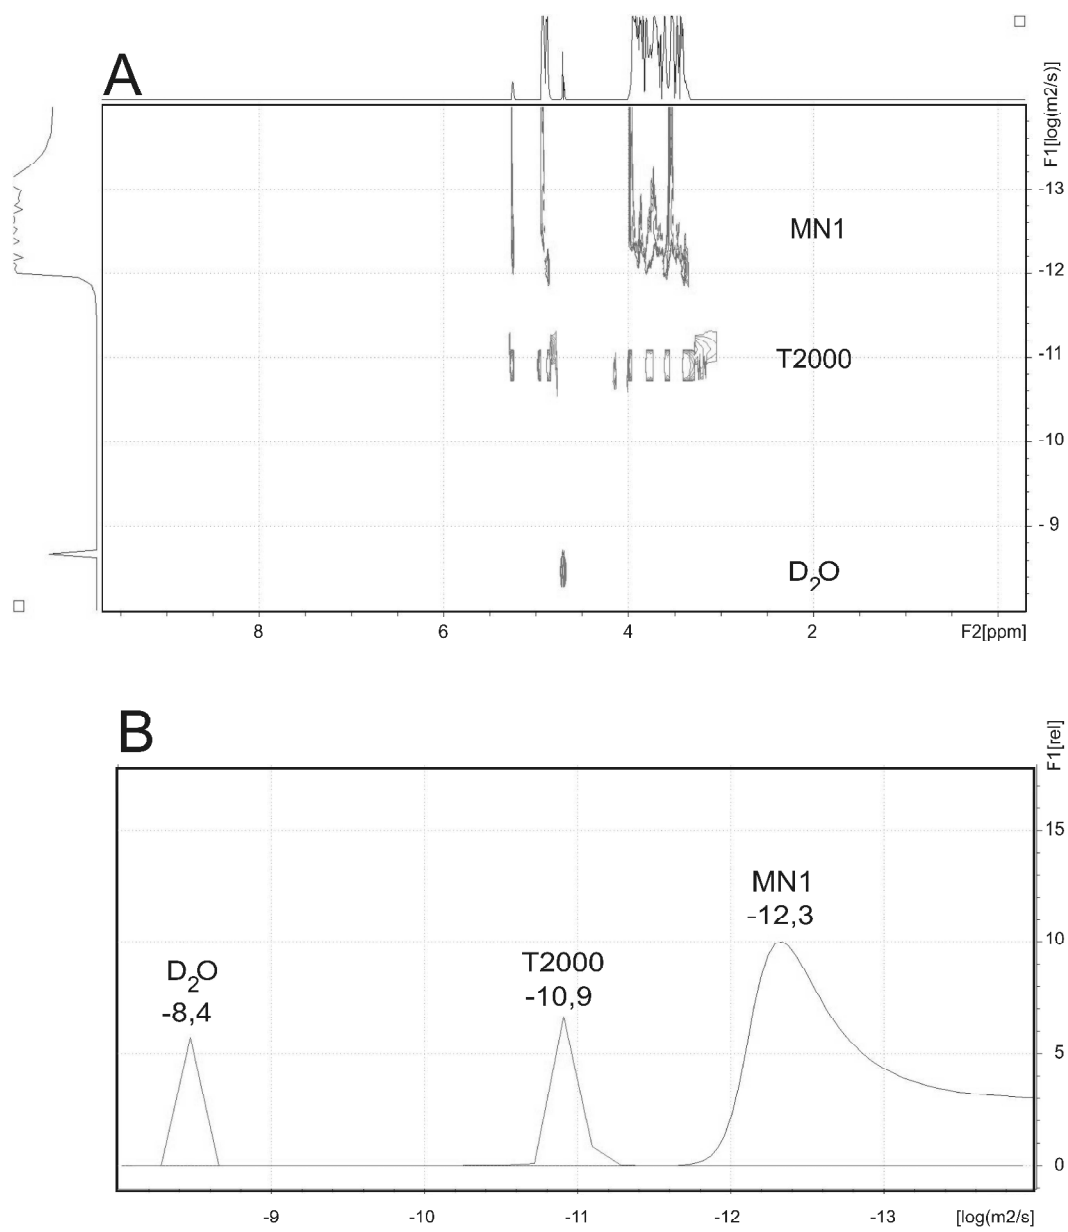 A
F1[log(m2/s)]
-13
MN1
-12
-11
T2000
-10
- 9
D₂O
8
6
4
2
F2[ppm]
B
F1[rel]
15
MN1
-12,3
10
T2000
-10,9
D₂O
-8,4
5
0
-9
-10
-11
-12
-13
[log(m2/s]